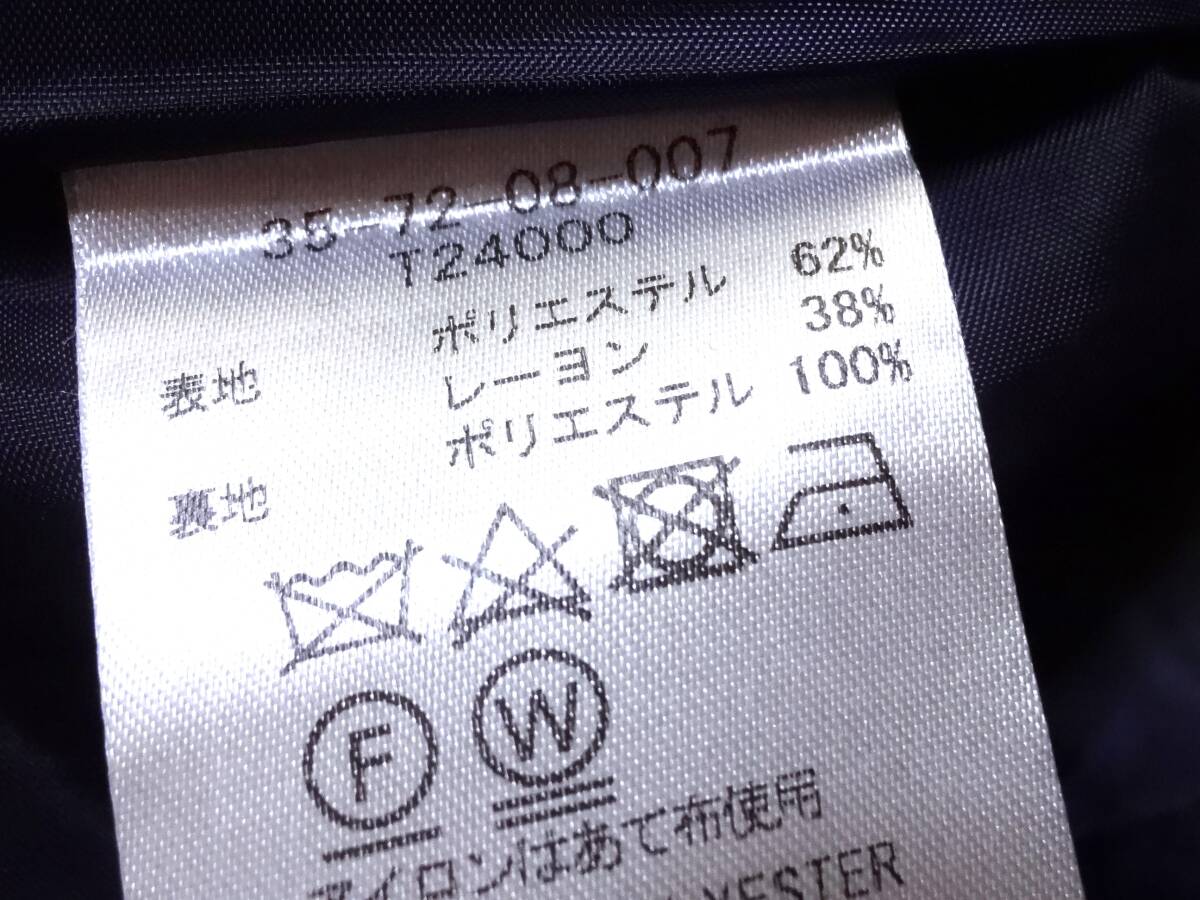 35-72-08-007
T24000
表地 ポリエステル 62%
レーヨン 38%
裏地 ポリエステル 100%
F
W
アイロンはあて布使用
YESTER